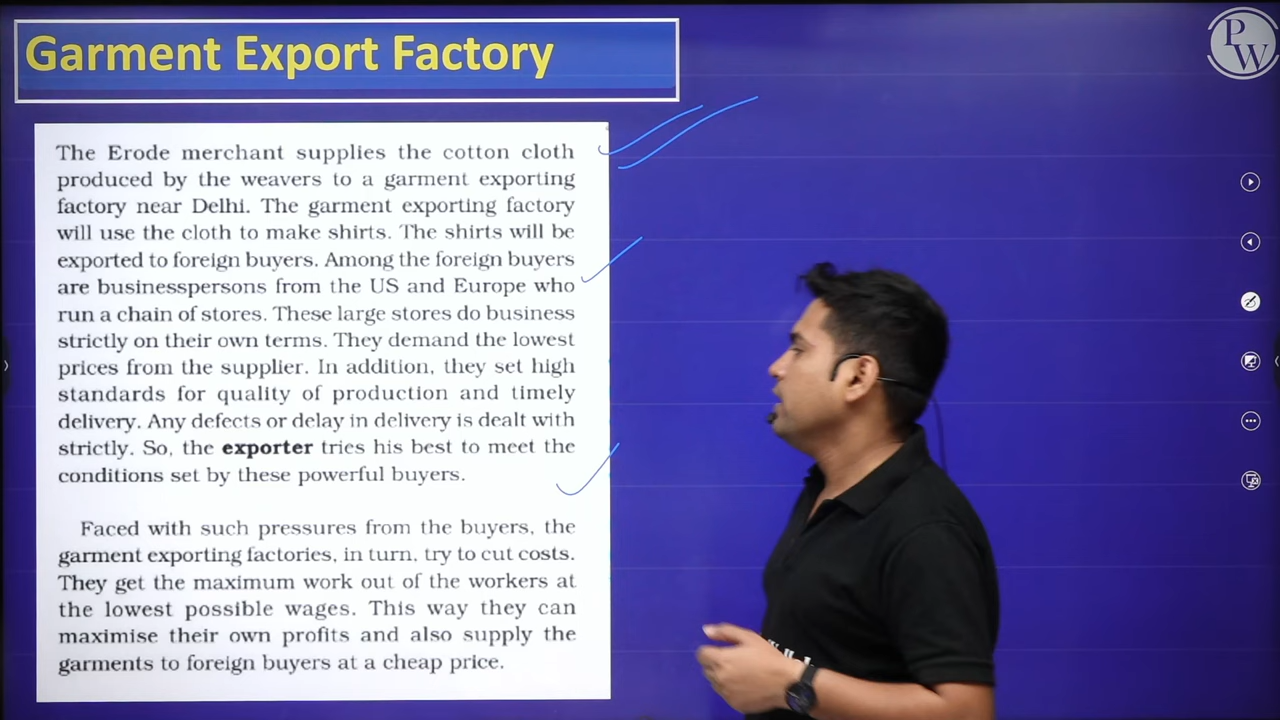 Garment Export Factory
PW
The Erode merchant supplies the cotton cloth
produced by the weavers to a garment exporting
factory near Delhi. The garment exporting factory
will use the cloth to make shirts. The shirts will be
exported to foreign buyers. Among the foreign buyers
are businesspersons from the US and Europe who
run a chain of stores. These large stores do business
strictly on their own terms. They demand the lowest
prices from the supplier. In addition, they set high
standards for quality of production and timely
delivery. Any defects or delay in delivery is dealt with
strictly. So, the exporter tries his best to meet the
conditions set by these powerful buyers.
Faced with such pressures from the buyers, the
garment exporting factories, in turn, try to cut costs.
They get the maximum work out of the workers at
the lowest possible wages. This way they can
maximise their own profits and also supply the
garments to foreign buyers at a cheap price.